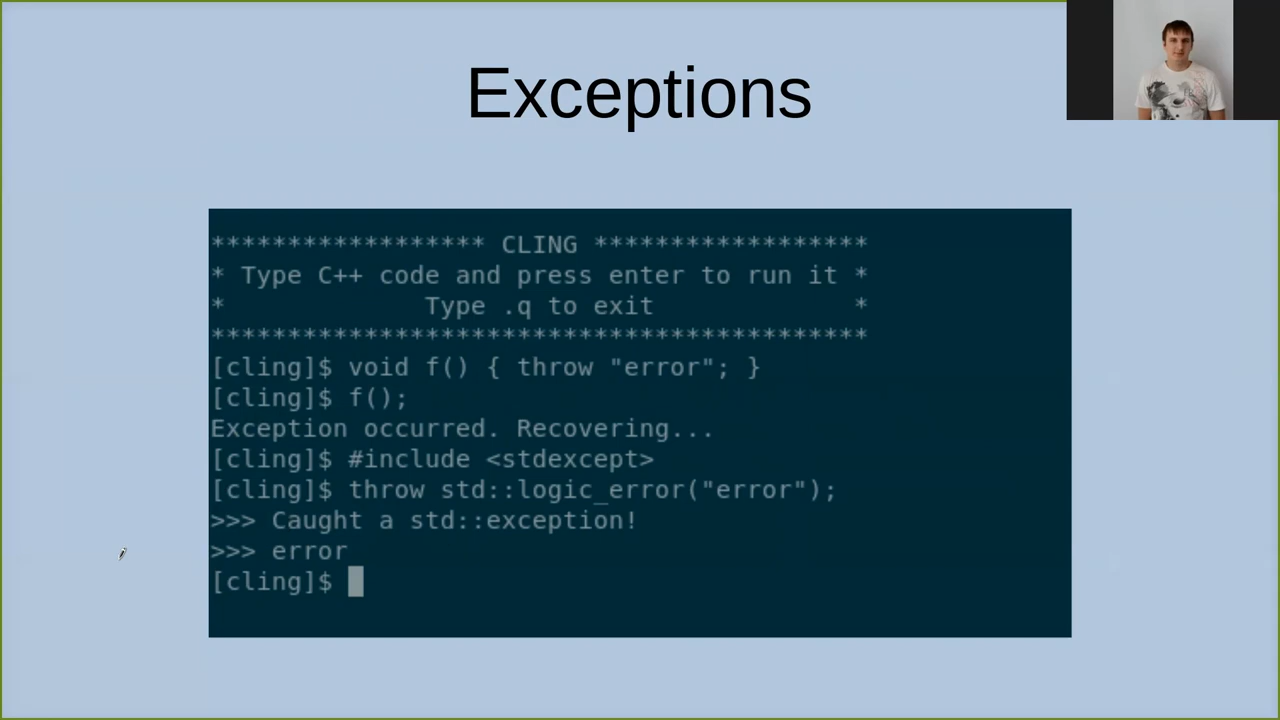 Exceptions
****************** CLING ******************
* Type C++ code and press enter to run it *
*             Type .q to exit             *
*******************************************
[cling]$ void f() { throw "error"; }
[cling]$ f();
Exception occurred. Recovering...
[cling]$ #include <stdexcept>
[cling]$ throw std::logic_error("error");
>>> Caught a std::exception!
>>> error
[cling]$